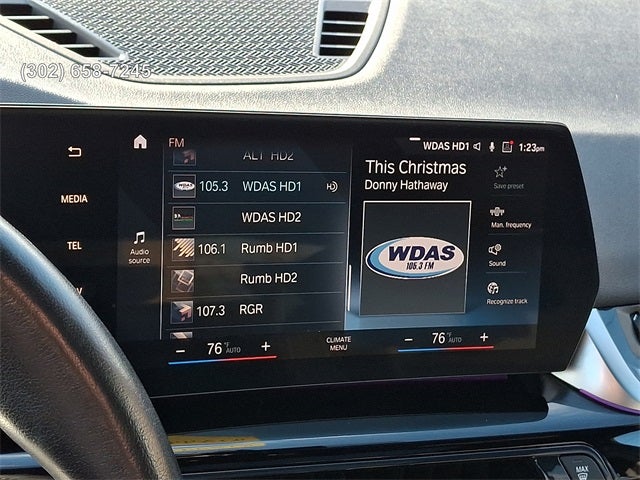 (302) 658-7245
FM
WDAS HD1
1:23pm
ALT HD2
MEDIA
TEL
Audio
source
105.3 WDAS HD1
WDAS HD2
106.1 Rumb HD1
Rumb HD2
107.3 RGR
This Christmas
Donny Hathaway
WDAS
105.3 FM
Save preset
Man. frequency
Sound
Recognize track
− 76 °F AUTO +
CLIMATE
MENU
− 76 °F AUTO +
MAX